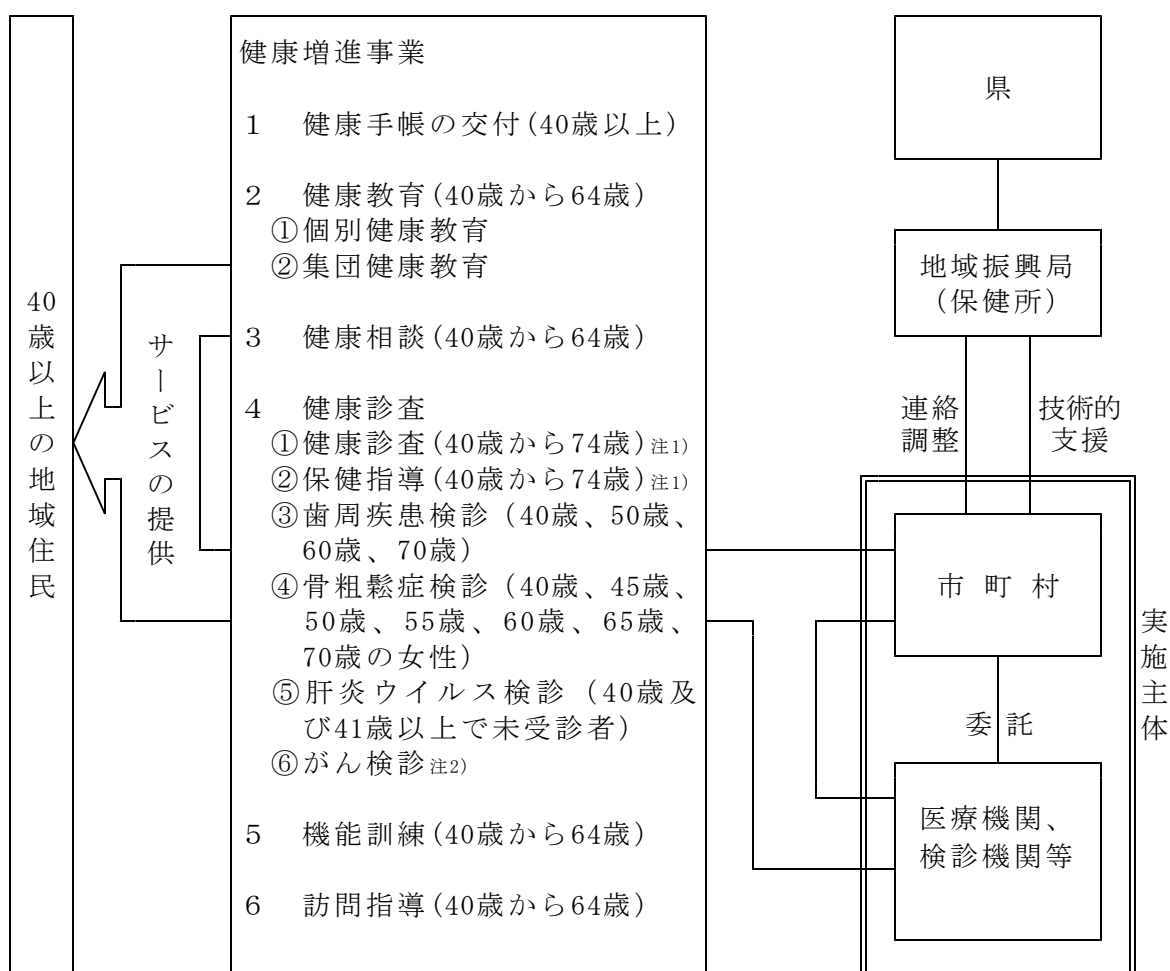 40歳以上の地域住民
サービスの提供
健康増進事業
1 健康手帳の交付(40歳以上)
2 健康教育(40歳から64歳)
①個別健康教育
②集団健康教育
3 健康相談(40歳から64歳)
4 健康診査
①健康診査(40歳から74歳)注1)
②保健指導(40歳から74歳)注1)
③歯周疾患検診(40歳、50歳、
60歳、70歳)
④骨粗鬆症検診(40歳、45歳、
50歳、55歳、60歳、65歳、
70歳の女性)
⑤肝炎ウイルス検診(40歳及
び41歳以上で未受診者)
⑥がん検診注2)
5 機能訓練(40歳から64歳)
6 訪問指導(40歳から64歳)
県
地域振興局
(保健所)
連絡
調整
技術的
支援
市町村
委託
医療機関、
検診機関等
実施主体